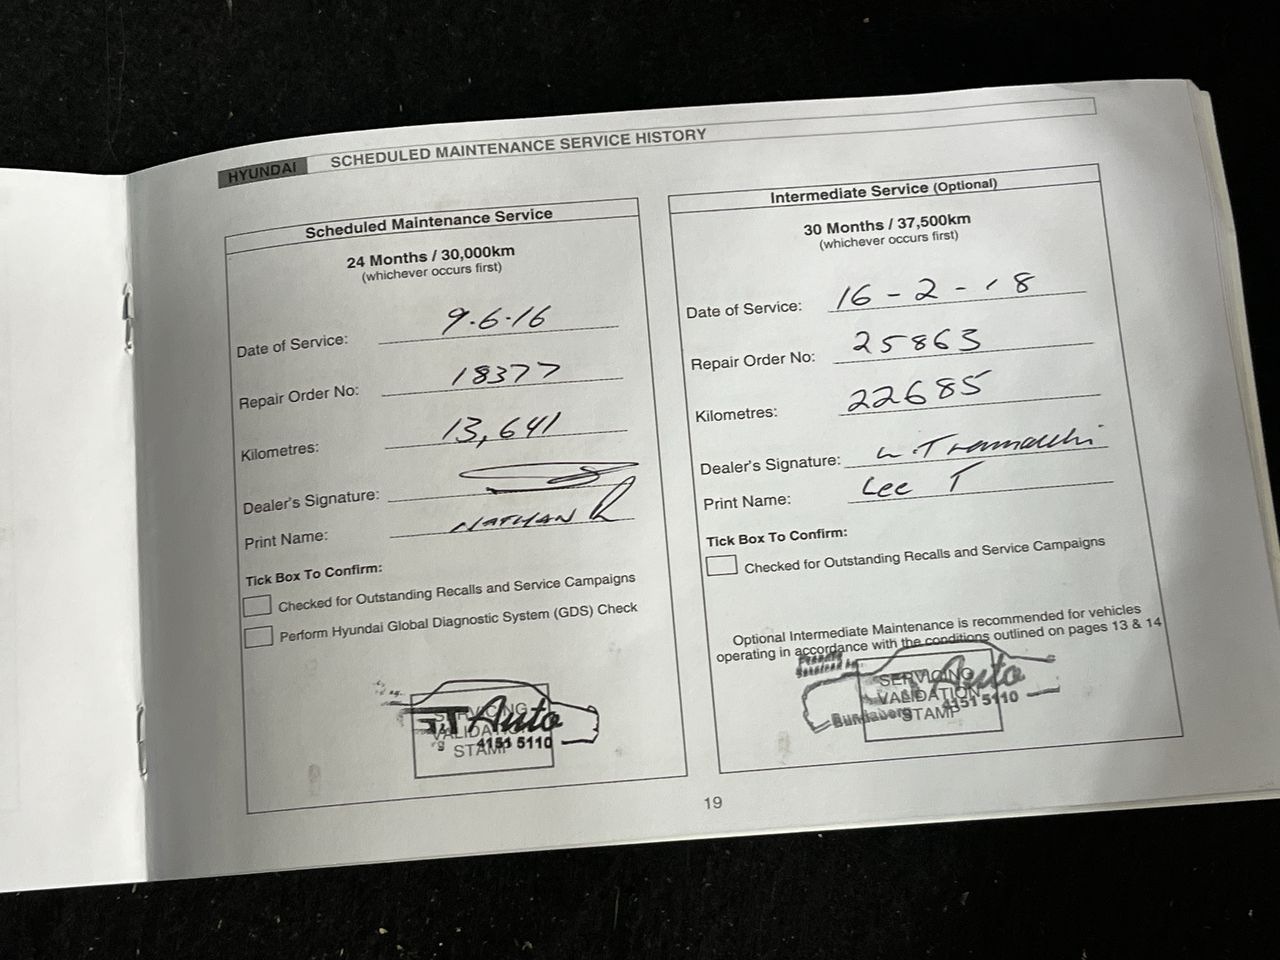 HYUNDAI SCHEDULED MAINTENANCE SERVICE HISTORY
Scheduled Maintenance Service
24 Months / 30,000km
(whichever occurs first)
Date of Service: 9.6.16
Repair Order No: 18377
Kilometres: 13,641
Dealer's Signature:
Print Name: NATHAN R
Tick Box To Confirm:
Checked for Outstanding Recalls and Service Campaigns
Perform Hyundai Global Diagnostic System (GDS) Check
SERVICING
VALIDATION
STAMP
Auto
4151 5110
Intermediate Service (Optional)
30 Months / 37,500km
(whichever occurs first)
Date of Service: 16-2-18
Repair Order No: 25863
Kilometres: 22685
Dealer's Signature:
Print Name: Lee T
Tick Box To Confirm:
Checked for Outstanding Recalls and Service Campaigns
Optional Intermediate Maintenance is recommended for vehicles
operating in accordance with the conditions outlined on pages 13 & 14
SERVICING
VALIDATION
STAMP
Auto
Bundaberg 4151 5110
19